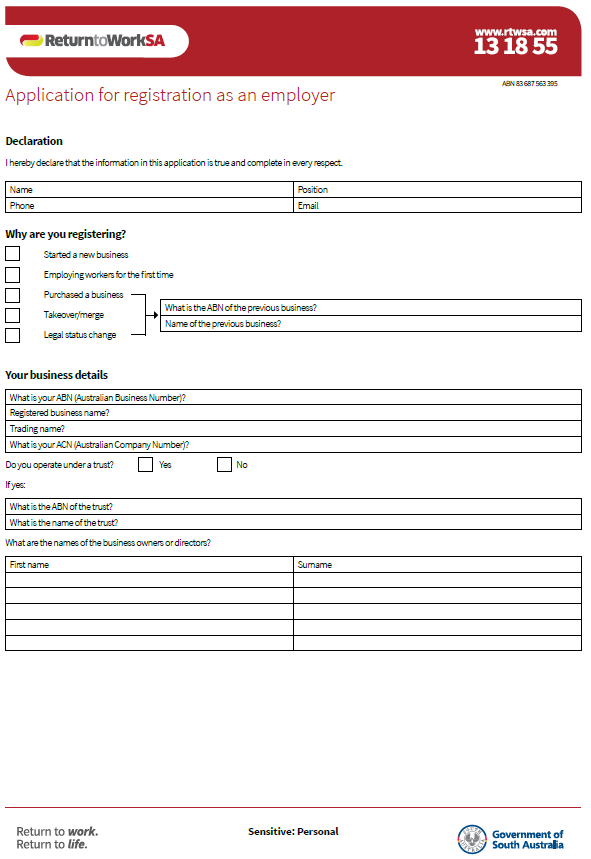 ReturntoWorkSA
www.rtwsa.com
13 18 55
ABN 83 687 563 395
Application for registration as an employer
Declaration
I hereby declare that the information in this application is true and complete in every respect.
Name Position
Phone Email
Why are you registering?
Started a new business
Employing workers for the first time
Purchased a business
What is the ABN of the previous business?
Takeover/merge
Name of the previous business?
Legal status change
Your business details
What is your ABN (Australian Business Number)?
Registered business name?
Trading name?
What is your ACN (Australian Company Number)?
Do you operate under a trust? Yes No
If yes:
What is the ABN of the trust?
What is the name of the trust?
What are the names of the business owners or directors?
First name Surname
Return to work.
Return to life.
Sensitive: Personal
Government of
South Australia